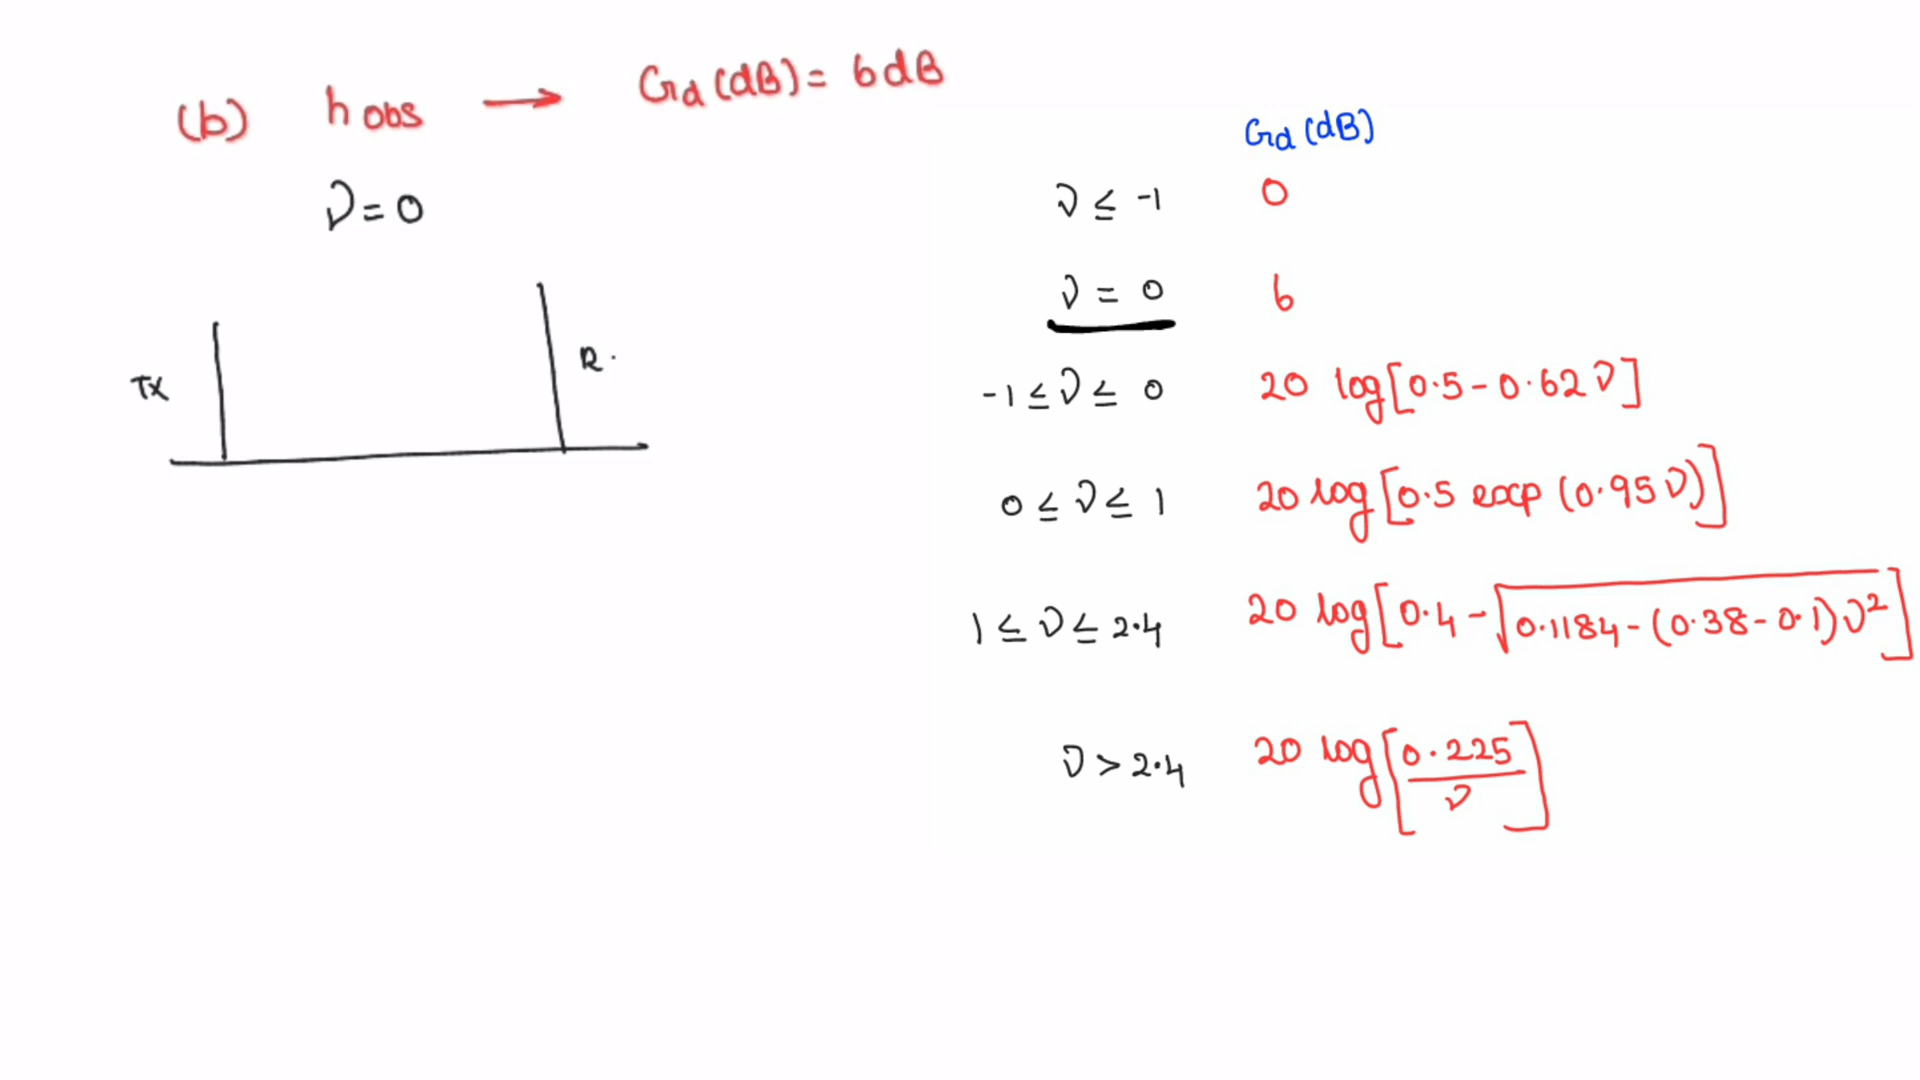 (b) h obs → Gd (dB) = 6dB
ν = 0
Tx
R.
Gd (dB)
ν ≤ -1 0
ν = 0 6
-1 ≤ ν ≤ 0 20 log[0.5 - 0.62 ν]
0 ≤ ν ≤ 1 20 log[0.5 exp (0.95 ν)]
1 ≤ ν ≤ 2.4 20 log[0.4 - √(0.1184 - (0.38 - 0.1) ν²)]
ν > 2.4 20 log[0.225/ν]